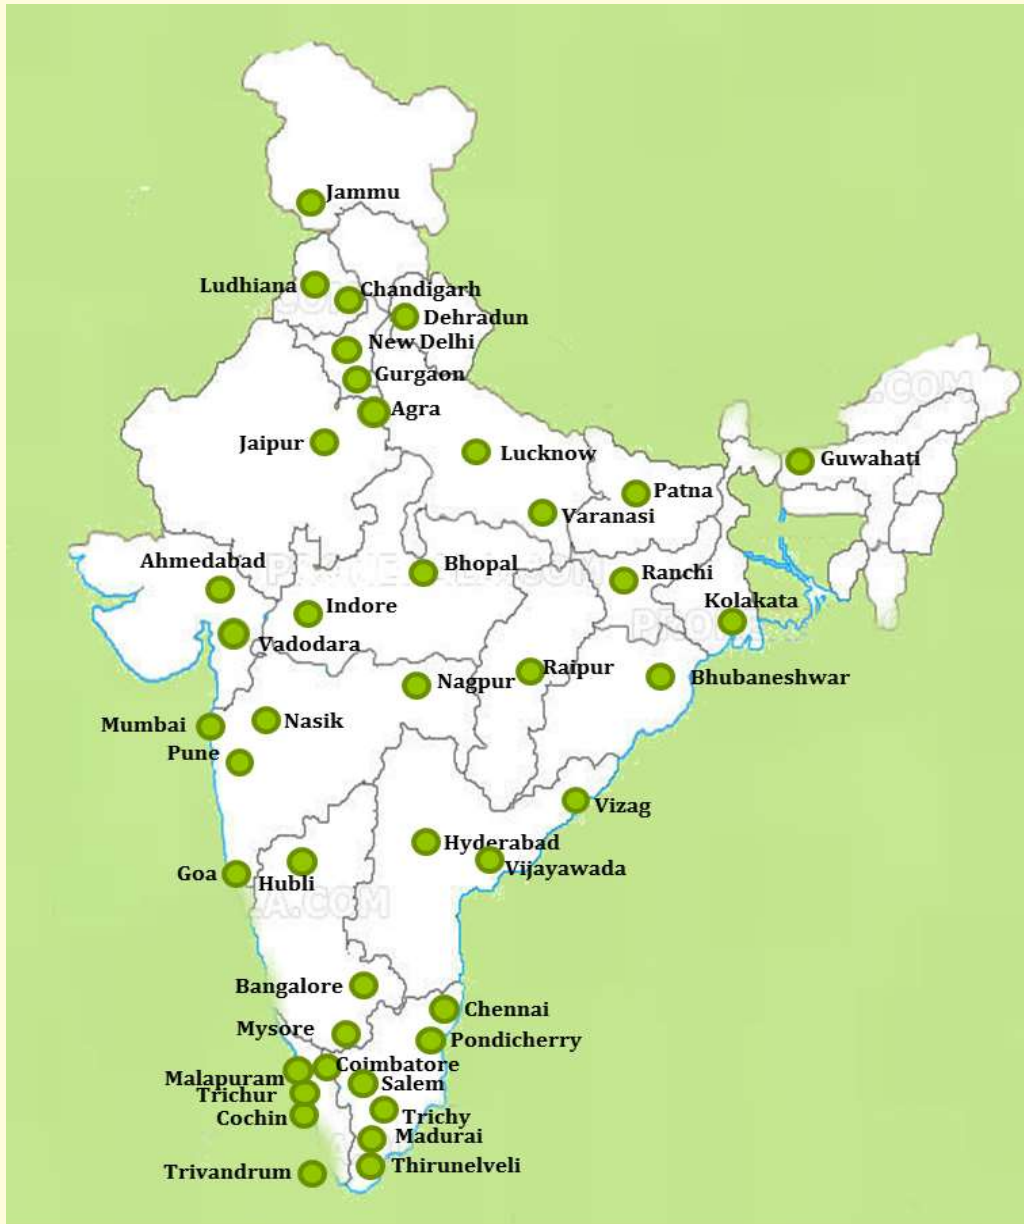 Jammu
Ludhiana
Chandigarh
Dehradun
New Delhi
Gurgaon
Agra
Jaipur
Lucknow
Guwahati
Patna
Varanasi
Ahmedabad
Bhopal
Ranchi
Kolakata
Indore
Vadodara
Raipur
Nagpur
Bhubaneshwar
Mumbai
Nasik
Pune
Vizag
Hyderabad
Vijayawada
Goa
Hubli
Bangalore
Chennai
Mysore
Pondicherry
Coimbatore
Malapuram
Salem
Trichur
Cochin
Trichy
Madurai
Thirunelveli
Trivandrum